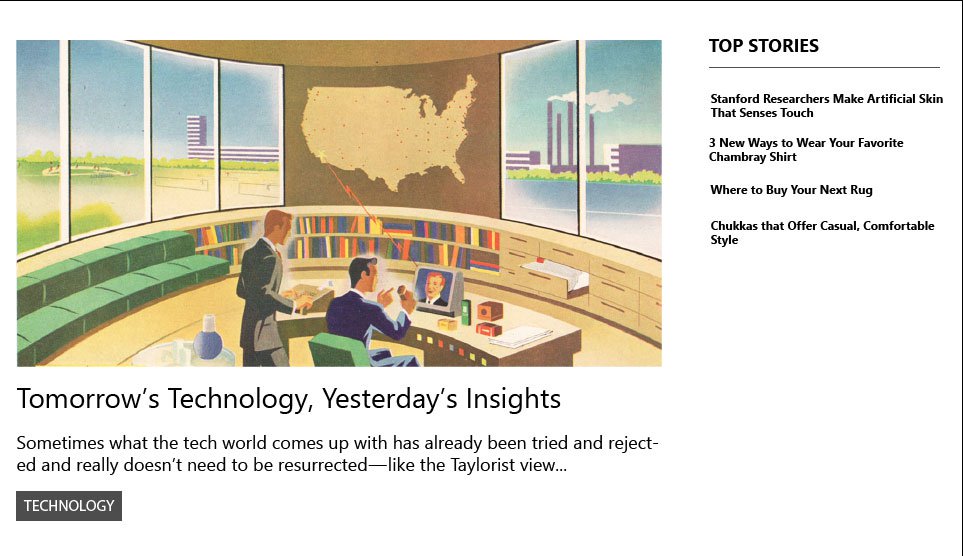 Tomorrow’s Technology, Yesterday’s Insights
Sometimes what the tech world comes up with has already been tried and reject-
ed and really doesn’t need to be resurrected—like the Taylorist view...
TECHNOLOGY
TOP STORIES
Stanford Researchers Make Artificial Skin
That Senses Touch
3 New Ways to Wear Your Favorite
Chambray Shirt
Where to Buy Your Next Rug
Chukkas that Offer Casual, Comfortable
Style